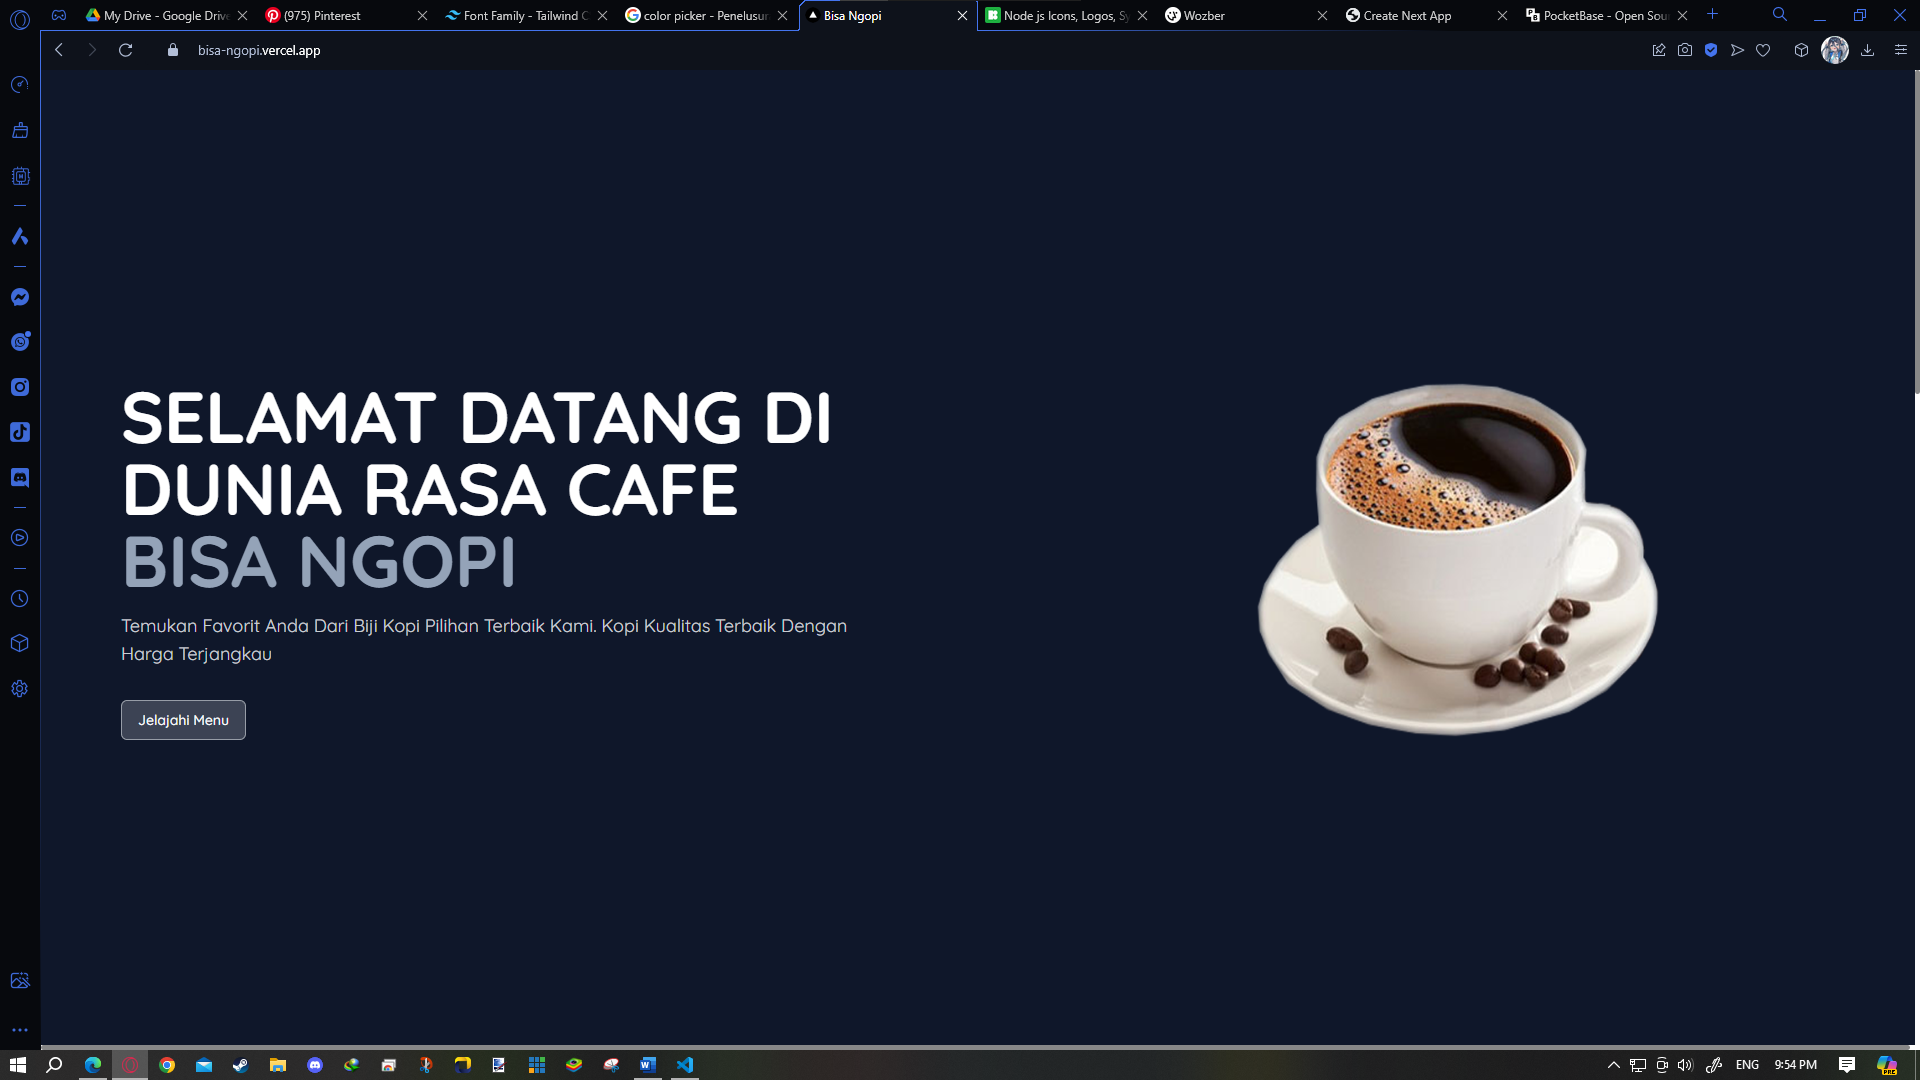 My Drive - Google Drive
(975) Pinterest
Font Family - Tailwind C
color picker - Penelusur
Bisa Ngopi
Node js Icons, Logos, Sy
Wozber
Create Next App
PocketBase - Open Sour
bisa-ngopi.vercel.app
SELAMAT DATANG DI
DUNIA RASA CAFE
BISA NGOPI
Temukan Favorit Anda Dari Biji Kopi Pilihan Terbaik Kami. Kopi Kualitas Terbaik Dengan
Harga Terjangkau
Jelajahi Menu
ENG
9:54 PM